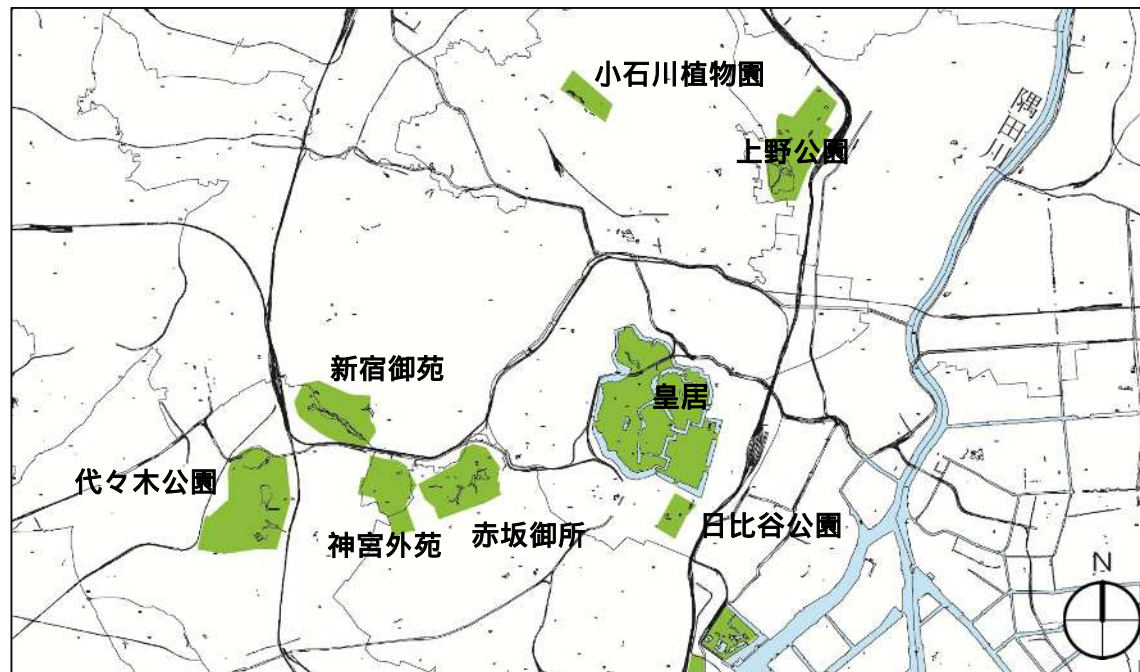 小石川植物園
隅田川
上野公園
新宿御苑
皇居
代々木公園
神宮外苑
赤坂御所
日比谷公園
N